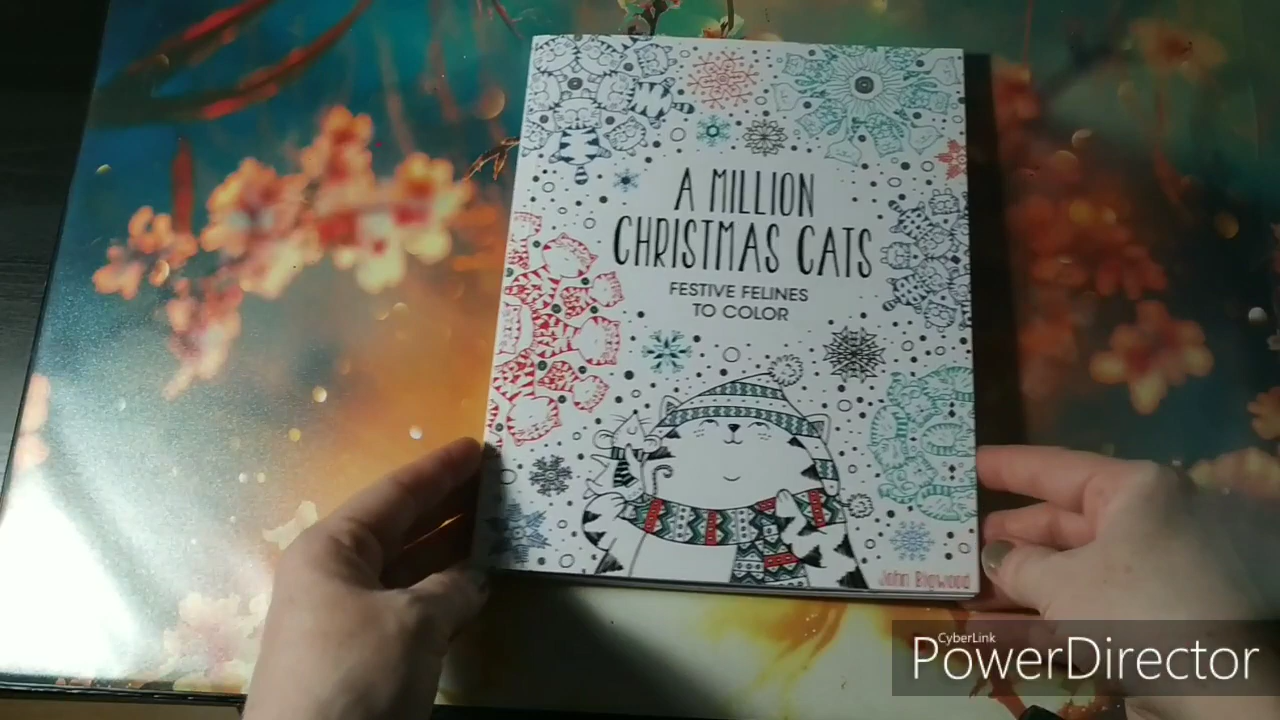 A MILLION
CHRISTMAS CATS
FESTIVE FELINES
TO COLOR
John Bigwood
CyberLink
PowerDirector